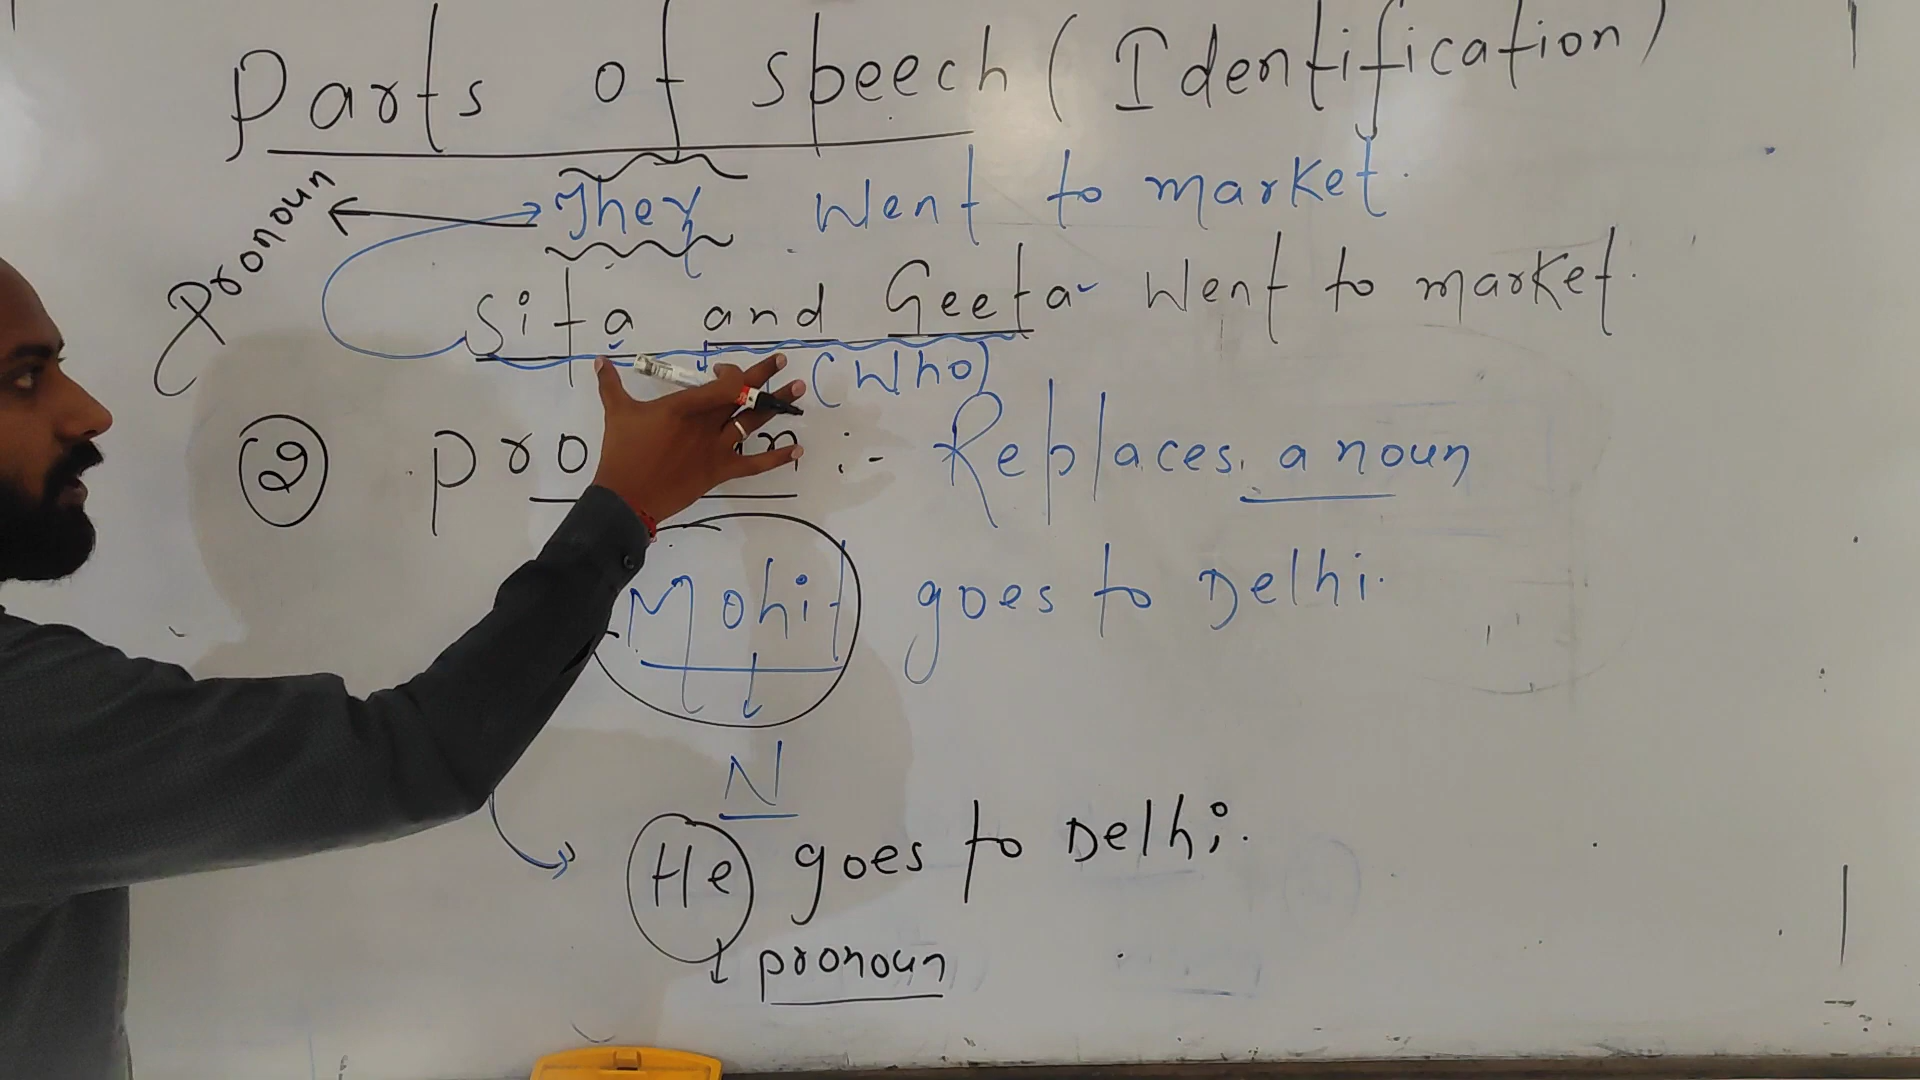 Parts of speech (Identification)
Pronoun
They went to market.
Sita and Geeta went to market.
(Who)
2 :- Replaces a noun
Mohit goes to Delhi.
N
He goes to Delhi.
pronoun